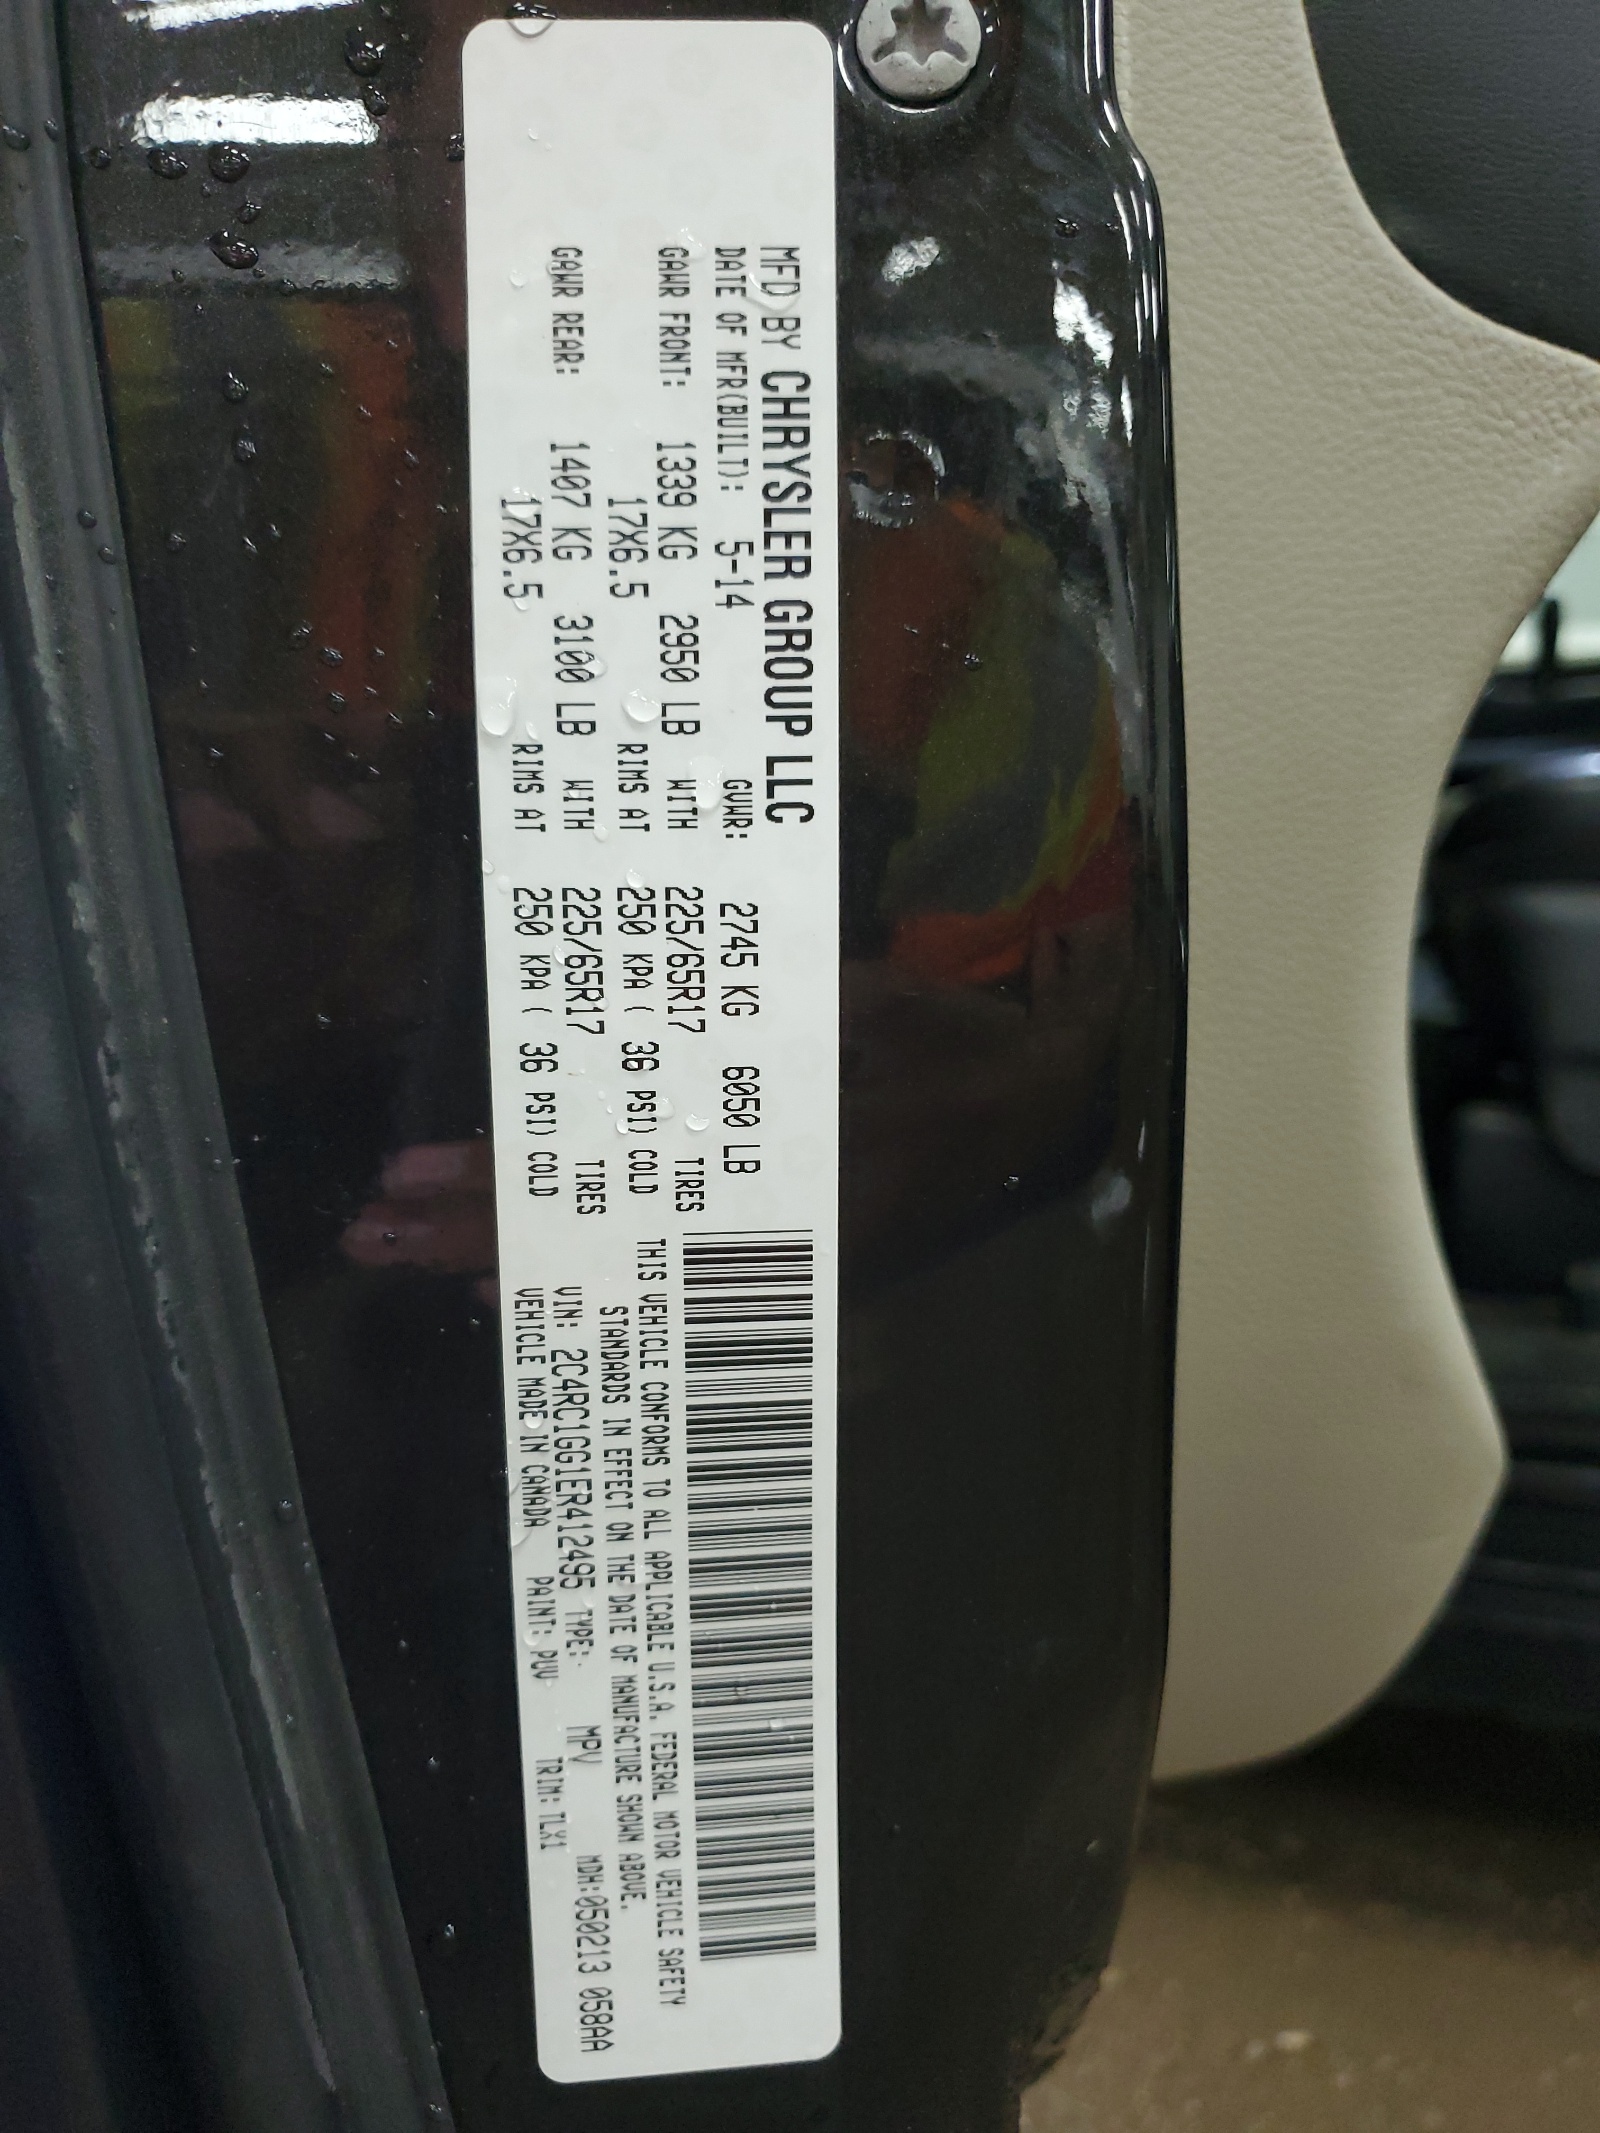 MFD BY CHRYSLER GROUP LLC
DATE OF MFR(BUILT): 5-14 GVWR: 2745 KG 6050 LB
GAWR FRONT: 1339 KG 2950 LB WITH 225/65R17 TIRES
17X6.5 RIMS AT 250 KPA ( 36 PSI) COLD
GAWR REAR: 1407 KG 3100 LB WITH 225/65R17 TIRES
17X6.5 RIMS AT 250 KPA ( 36 PSI) COLD
THIS VEHICLE CONFORMS TO ALL APPLICABLE U.S.A. FEDERAL MOTOR VEHICLE SAFETY
STANDARDS IN EFFECT ON THE DATE OF MANUFACTURE SHOWN ABOVE.
VIN: 2C4RC1GG1ER412495 TYPE: MPV MDH:050213 058AA
VEHICLE MADE IN CANADA PAINT: PUV TRIM: TLX1